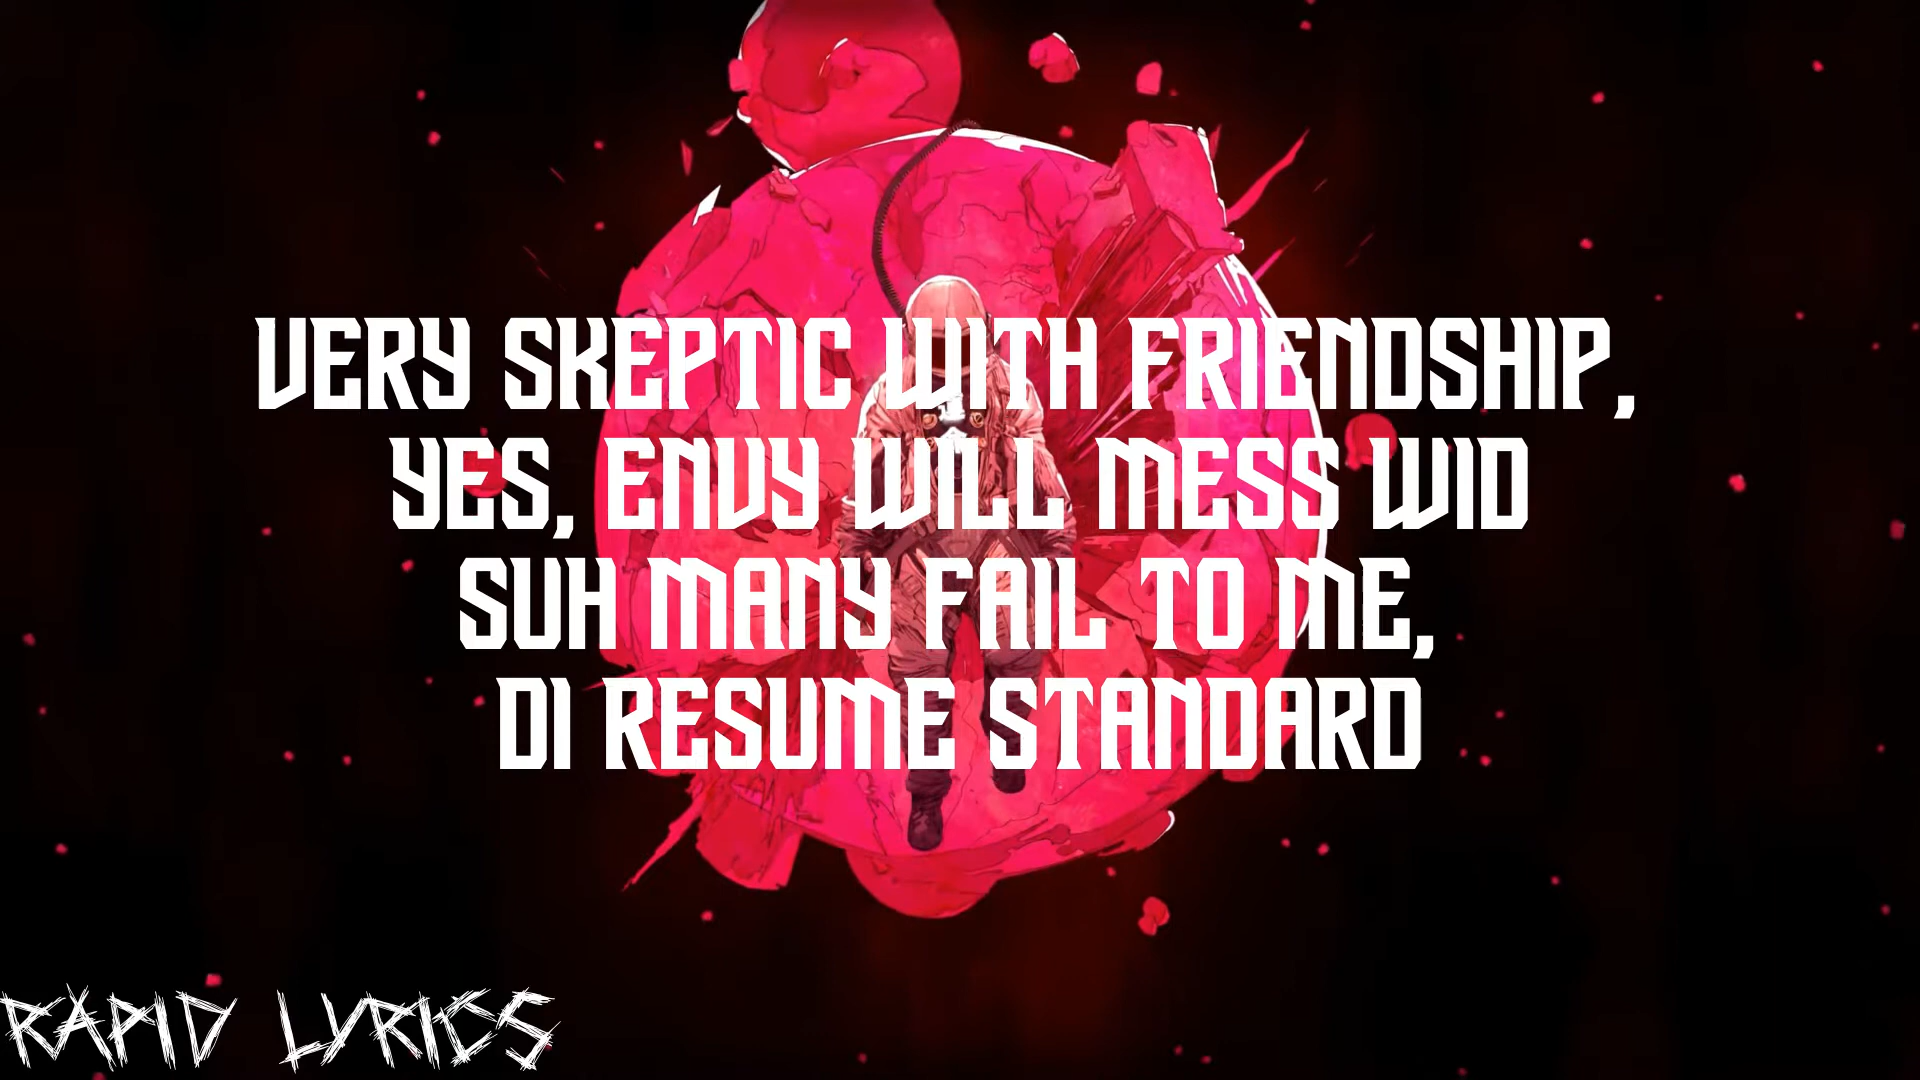 VERY SKEPTIC WITH FRIENDSHIP,
YES, ENVY WILL MESS WID
SUH MANY FAIL TO ME,
DI RESUME STANDARD
RAPID LYRICS